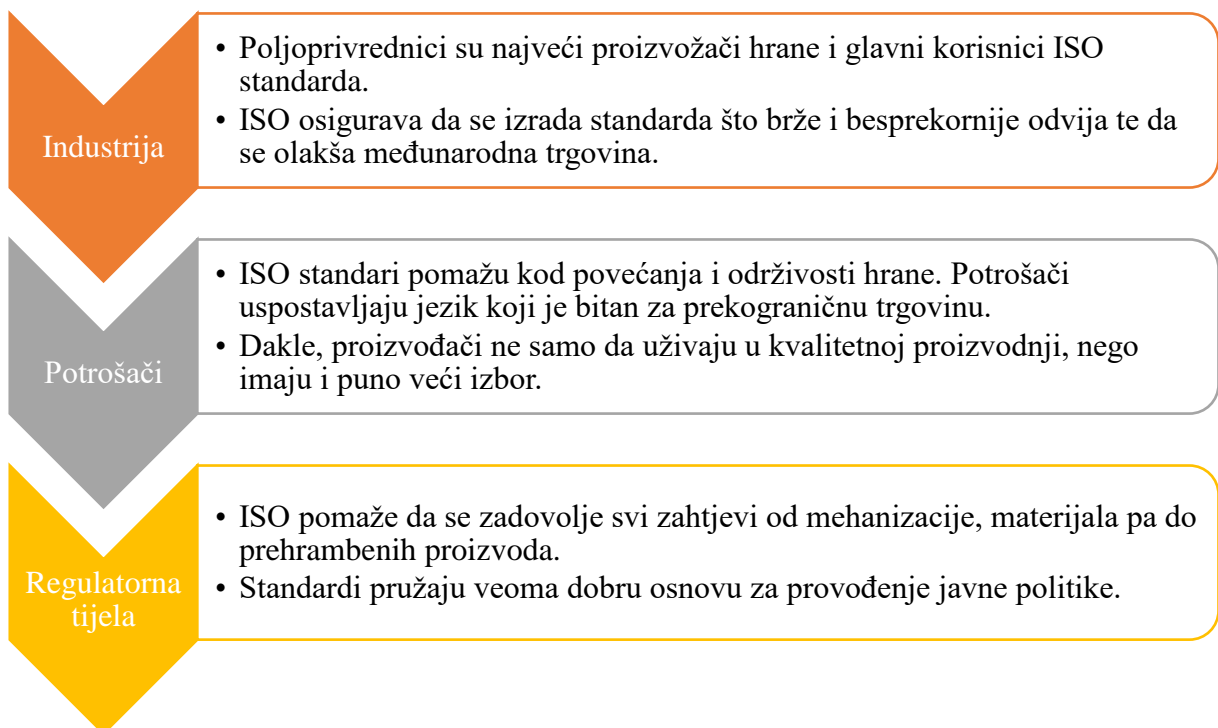 Industrija
• Poljoprivrednici su najveći proizvožači hrane i glavni korisnici ISO
standarda.
• ISO osigurava da se izrada standarda što brže i besprekornije odvija te da
se olakša međunarodna trgovina.
Potrošači
• ISO standari pomažu kod povećanja i održivosti hrane. Potrošači
uspostavljaju jezik koji je bitan za prekograničnu trgovinu.
• Dakle, proizvođači ne samo da uživaju u kvalitetnoj proizvodnji, nego
imaju i puno veći izbor.
Regulatorna
tijela
• ISO pomaže da se zadovolje svi zahtjevi od mehanizacije, materijala pa do
prehrambenih proizvoda.
• Standardi pružaju veoma dobru osnovu za provođenje javne politike.